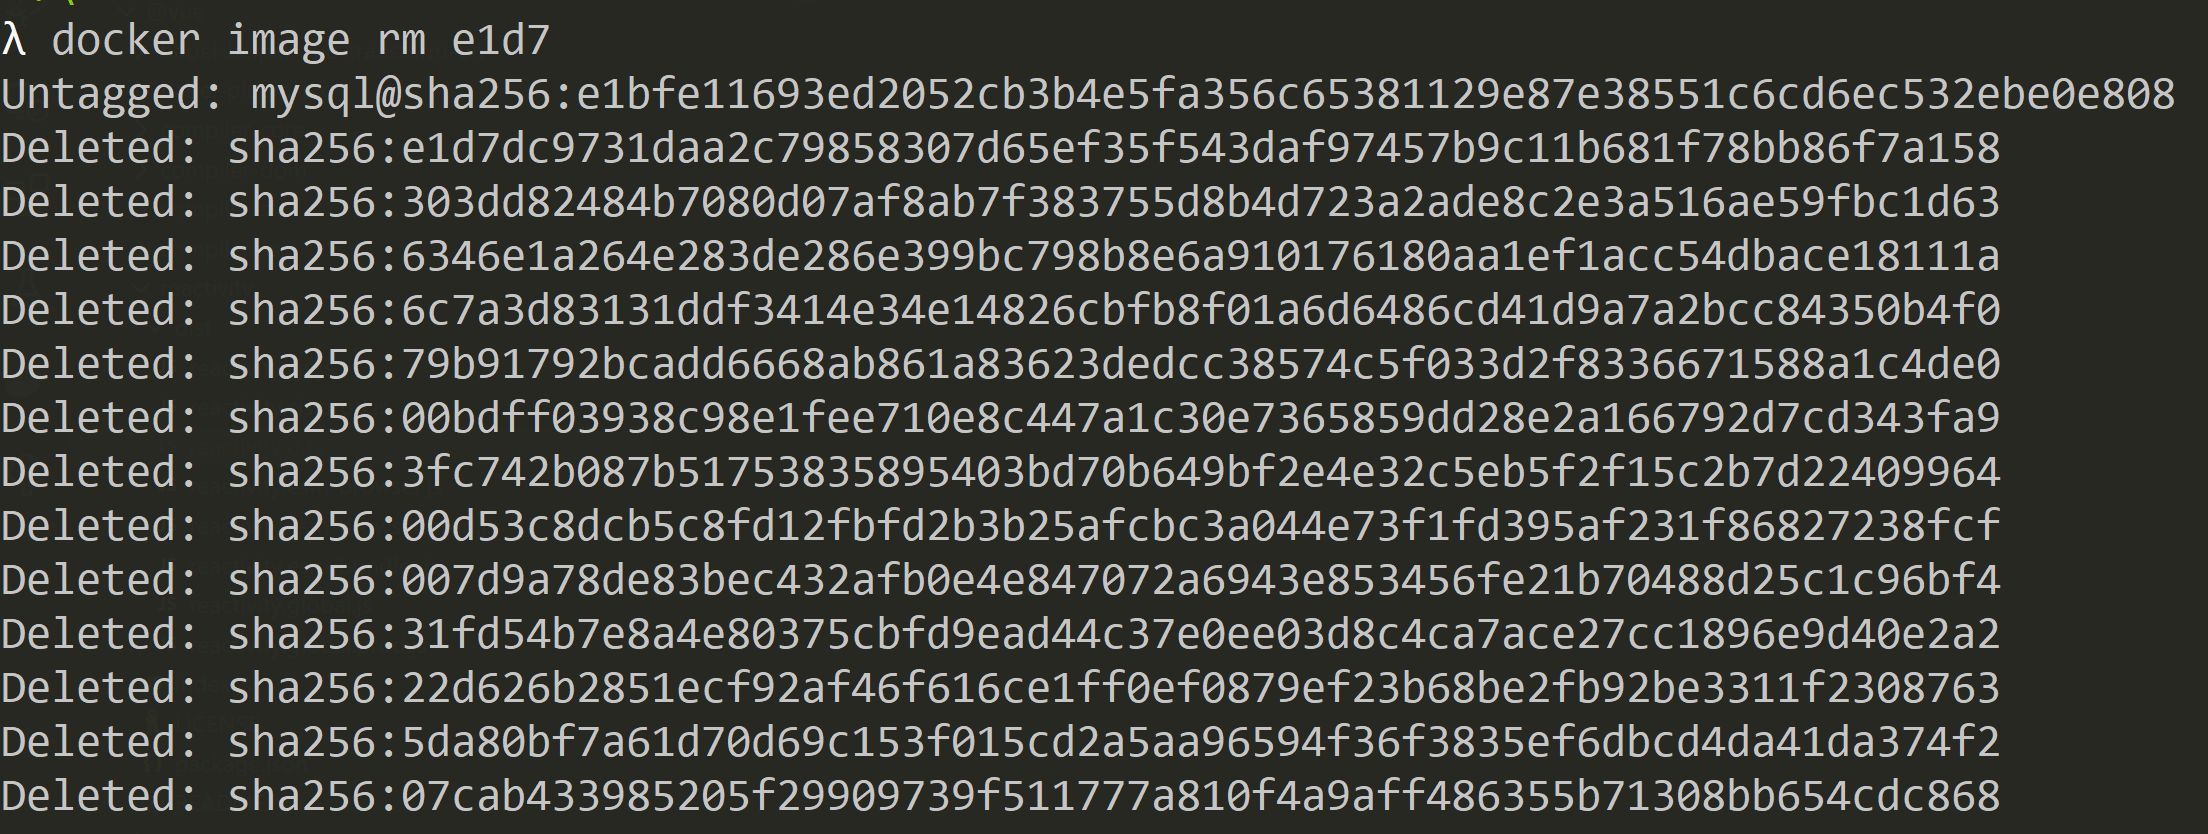 λ docker image rm e1d7
Untagged: mysql@sha256:e1bfe11693ed2052cb3b4e5fa356c65381129e87e38551c6cd6ec532ebe0e808
Deleted: sha256:e1d7dc9731daa2c79858307d65ef35f543daf97457b9c11b681f78bb86f7a158
Deleted: sha256:303dd82484b7080d07af8ab7f383755d8b4d723a2ade8c2e3a516ae59fbc1d63
Deleted: sha256:6346e1a264e283de286e399bc798b8e6a910176180aa1ef1acc54dbace18111a
Deleted: sha256:6c7a3d83131ddf3414e34e14826cbfb8f01a6d6486cd41d9a7a2bcc84350b4f0
Deleted: sha256:79b91792bcadd6668ab861a83623dedcc38574c5f033d2f8336671588a1c4de0
Deleted: sha256:00bdff03938c98e1fee710e8c447a1c30e7365859dd28e2a166792d7cd343fa9
Deleted: sha256:3fc742b087b51753835895403bd70b649bf2e4e32c5eb5f2f15c2b7d22409964
Deleted: sha256:00d53c8dcb5c8fd12fbfd2b3b25afcbc3a044e73f1fd395af231f86827238fcf
Deleted: sha256:007d9a78de83bec432afb0e4e847072a6943e853456fe21b70488d25c1c96bf4
Deleted: sha256:31fd54b7e8a4e80375cbfd9ead44c37e0ee03d8c4ca7ace27cc1896e9d40e2a2
Deleted: sha256:22d626b2851ecf92af46f616ce1ff0ef0879ef23b68be2fb92be3311f2308763
Deleted: sha256:5da80bf7a61d70d69c153f015cd2a5aa96594f36f3835ef6dbcd4da41da374f2
Deleted: sha256:07cab433985205f29909739f511777a810f4a9aff486355b71308bb654cdc868